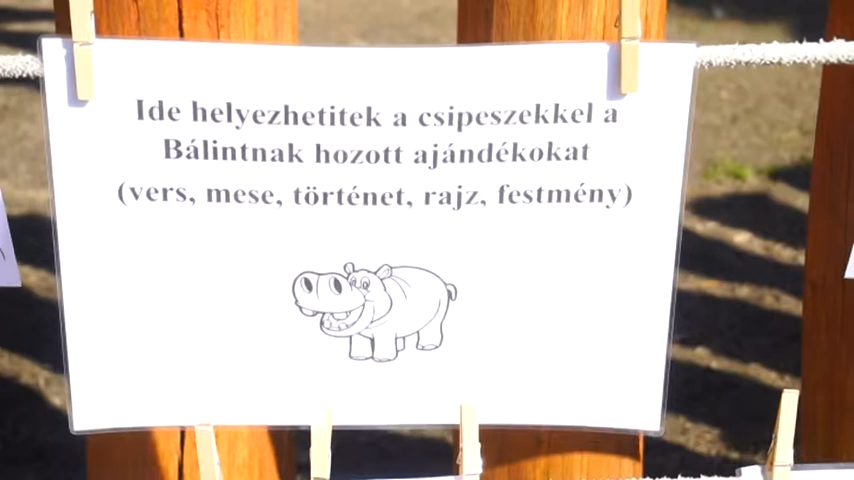 Ide helyezhetitek a csipeszekkel a
Bálintnak hozott ajándékokat
(vers, mese, történet, rajz, festmény)